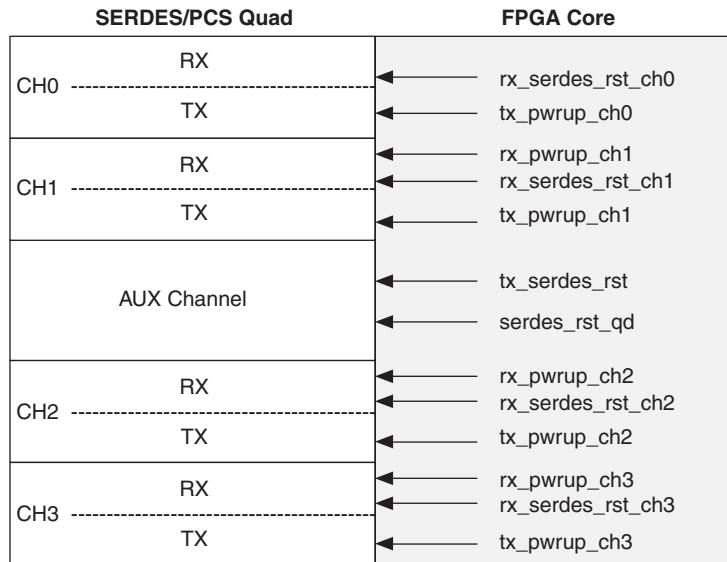 SERDES/PCS Quad
FPGA Core
CH0
RX
TX
rx_serdes_rst_ch0
tx_pwrup_ch0
CH1
RX
TX
rx_pwrup_ch1
rx_serdes_rst_ch1
tx_pwrup_ch1
AUX Channel
tx_serdes_rst
serdes_rst_qd
CH2
RX
TX
rx_pwrup_ch2
rx_serdes_rst_ch2
tx_pwrup_ch2
CH3
RX
TX
rx_pwrup_ch3
rx_serdes_rst_ch3
tx_pwrup_ch3